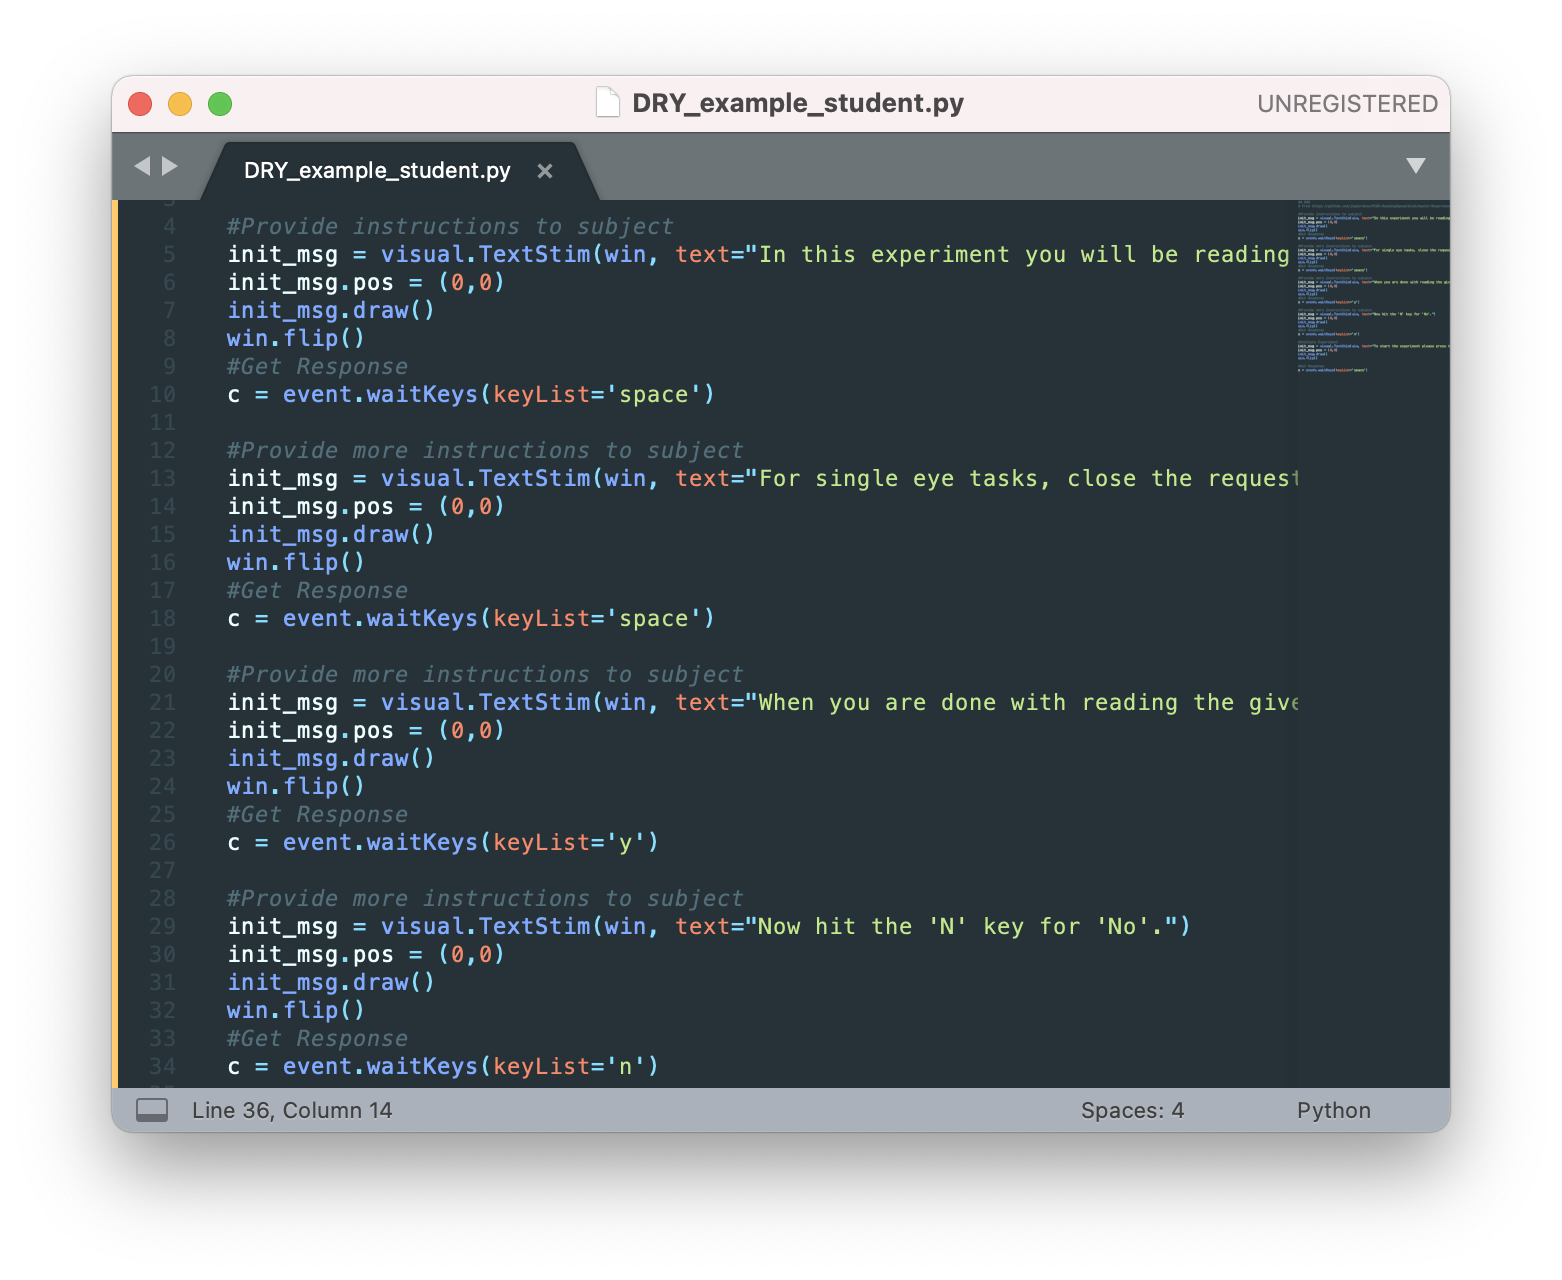 DRY_example_student.py
UNREGISTERED
DRY_example_student.py ×
4 #Provide instructions to subject
5 init_msg = visual.TextStim(win, text="In this experiment you will be reading
6 init_msg.pos = (0,0)
7 init_msg.draw()
8 win.flip()
9 #Get Response
10 c = event.waitKeys(keyList='space')
11
12 #Provide more instructions to subject
13 init_msg = visual.TextStim(win, text="For single eye tasks, close the request
14 init_msg.pos = (0,0)
15 init_msg.draw()
16 win.flip()
17 #Get Response
18 c = event.waitKeys(keyList='space')
19
20 #Provide more instructions to subject
21 init_msg = visual.TextStim(win, text="When you are done with reading the give
22 init_msg.pos = (0,0)
23 init_msg.draw()
24 win.flip()
25 #Get Response
26 c = event.waitKeys(keyList='y')
27
28 #Provide more instructions to subject
29 init_msg = visual.TextStim(win, text="Now hit the 'N' key for 'No'.")
30 init_msg.pos = (0,0)
31 init_msg.draw()
32 win.flip()
33 #Get Response
34 c = event.waitKeys(keyList='n')
Line 36, Column 14
Spaces: 4
Python